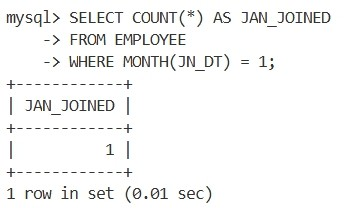 mysql> SELECT COUNT(*) AS JAN_JOINED
    -> FROM EMPLOYEE
    -> WHERE MONTH(JN_DT) = 1;
+------------+
| JAN_JOINED |
+------------+
|          1 |
+------------+
1 row in set (0.01 sec)